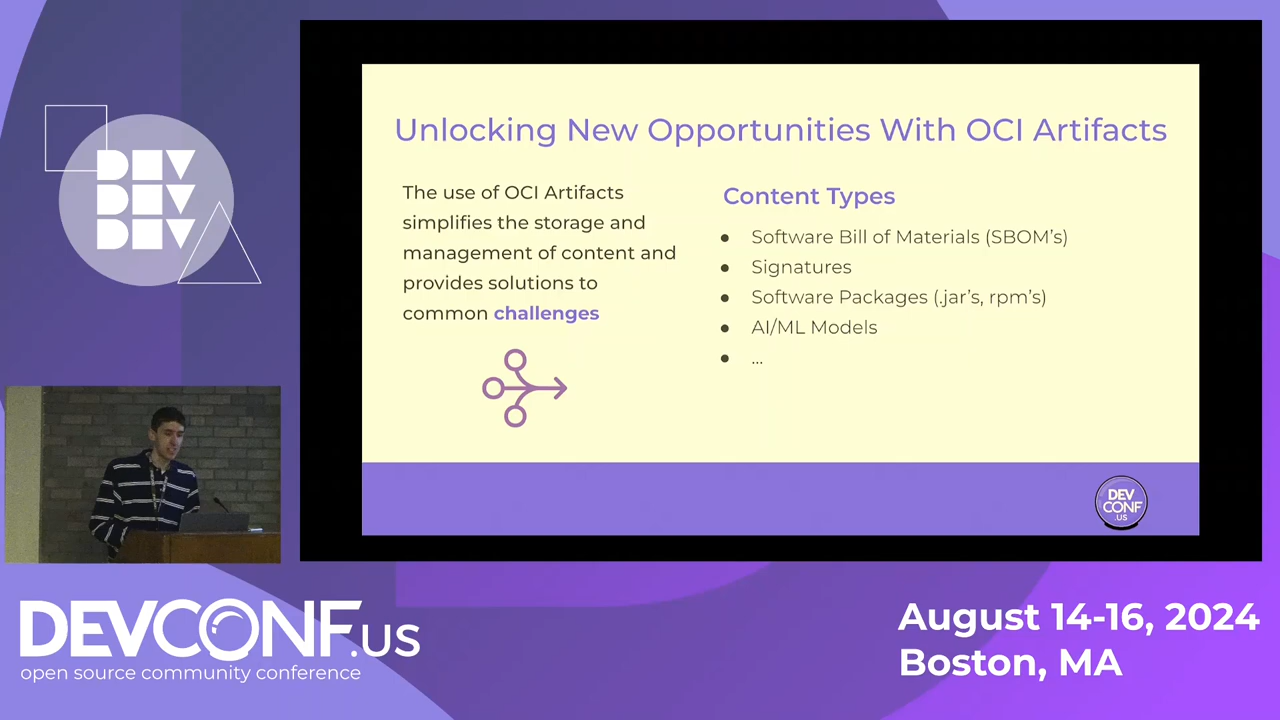 DEV
DEV
DEV
Unlocking New Opportunities With OCI Artifacts
The use of OCI Artifacts
simplifies the storage and
management of content and
provides solutions to
common challenges
Content Types
● Software Bill of Materials (SBOM’s)
● Signatures
● Software Packages (.jar’s, rpm’s)
● AI/ML Models
● ...
DEV
CONF
.US
DEVCONF.US
open source community conference
August 14-16, 2024
Boston, MA